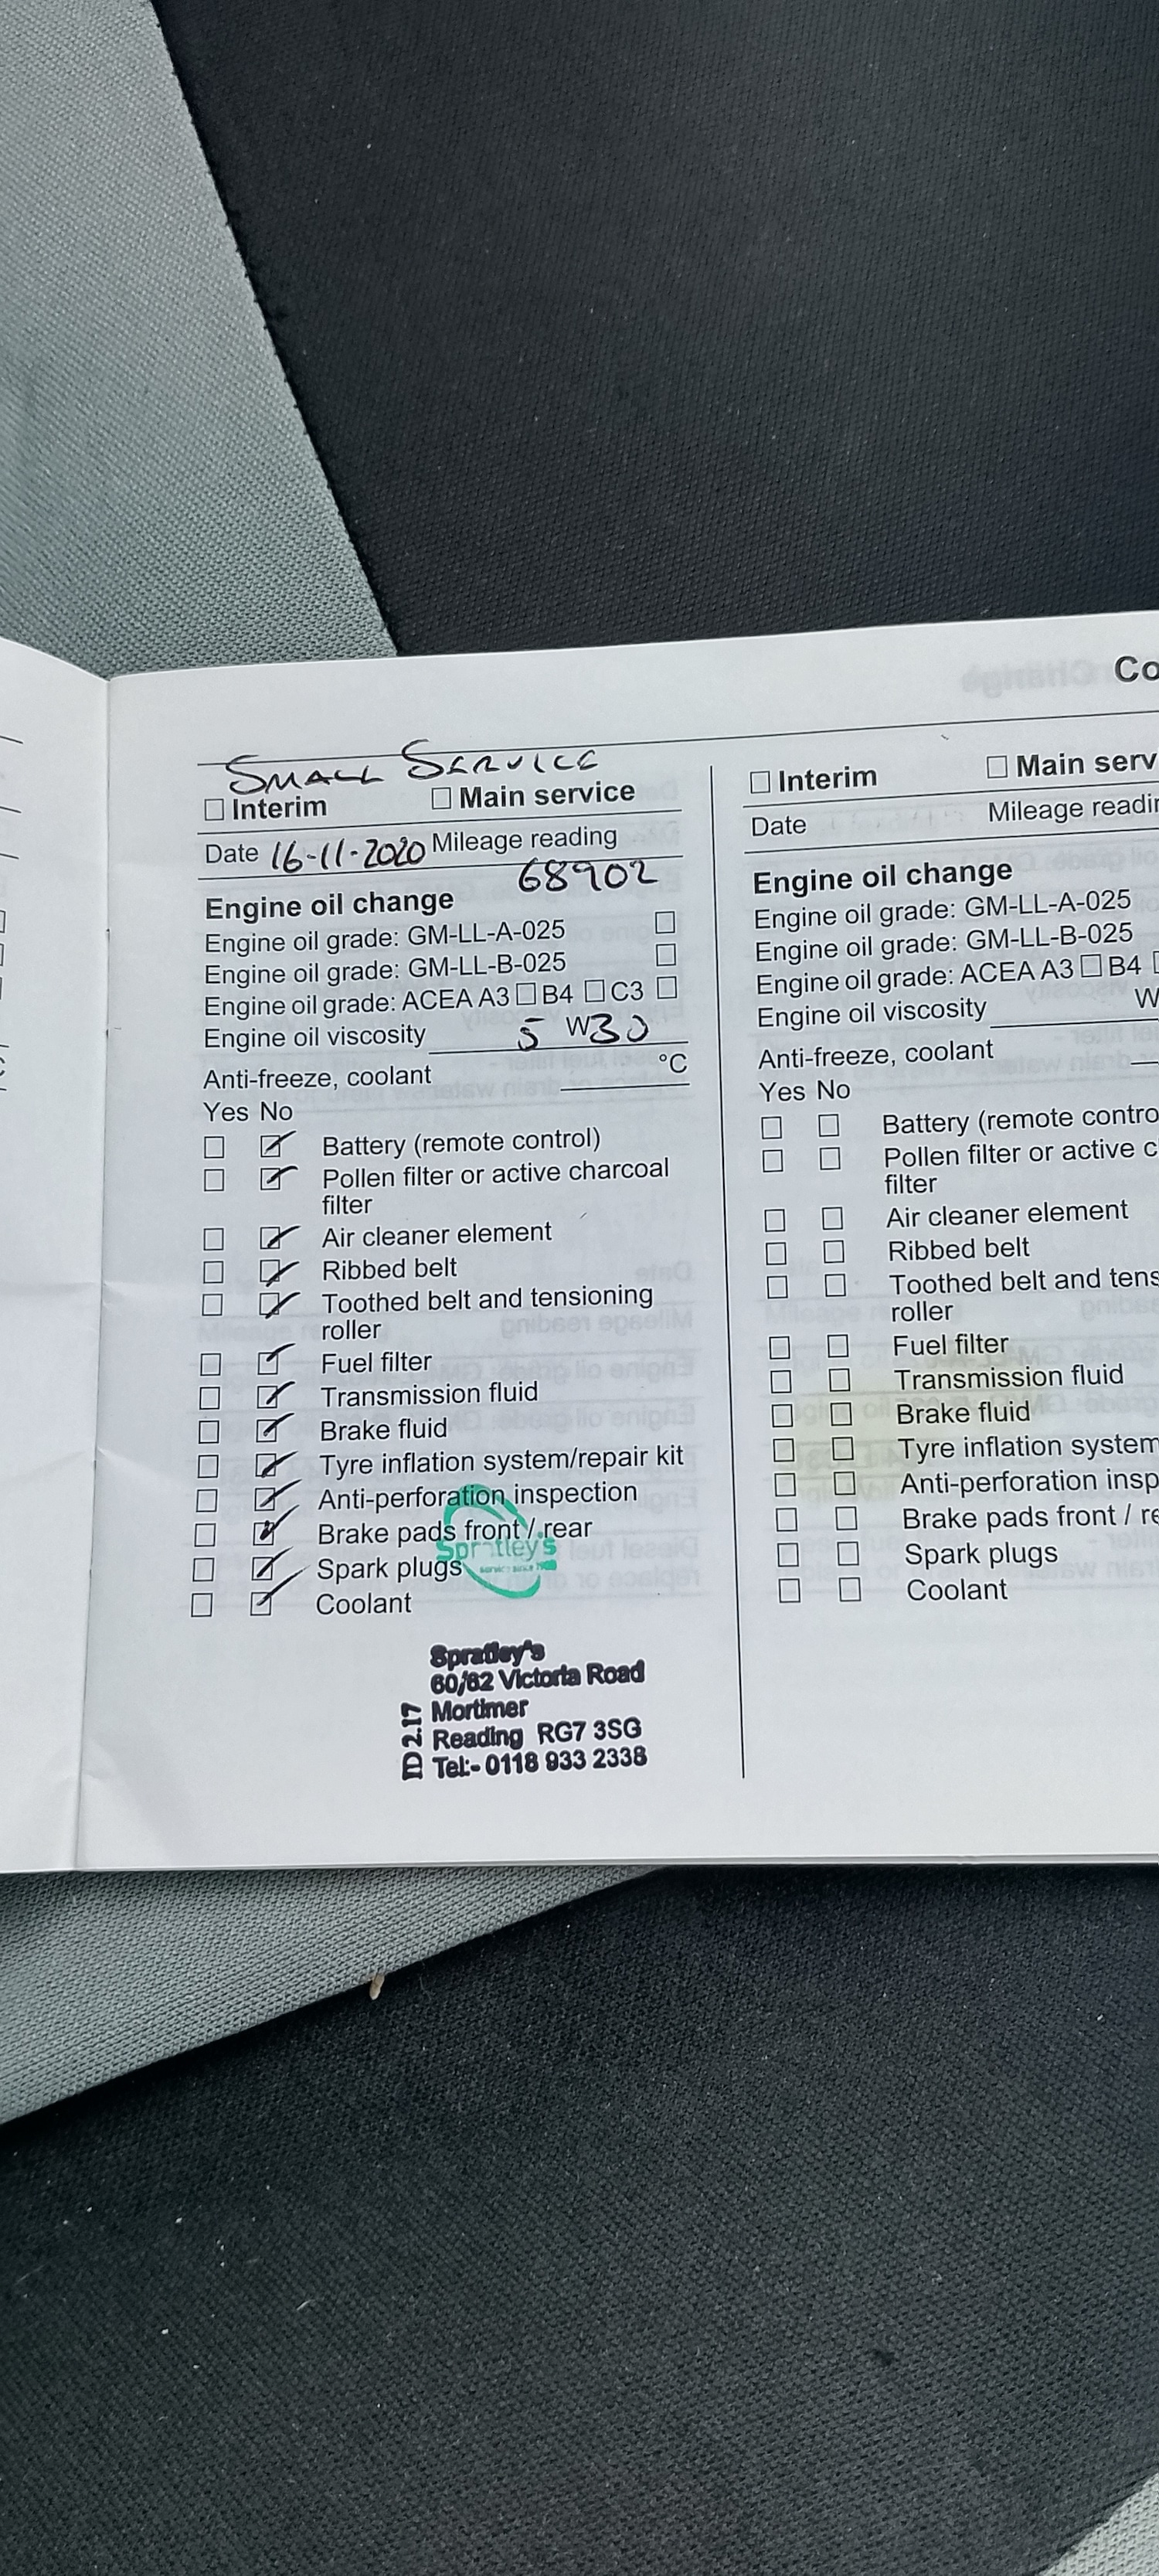 Co
SMALL SERVICE
Interim Main service
Date 16-11-2020 Mileage reading
68902
Engine oil change
Engine oil grade: GM-LL-A-025
Engine oil grade: GM-LL-B-025
Engine oil grade: ACEA A3 B4 C3
Engine oil viscosity 5 W30
Anti-freeze, coolant °C
Yes No
Battery (remote control)
Pollen filter or active charcoal
filter
Air cleaner element
Ribbed belt
Toothed belt and tensioning
roller
Fuel filter
Transmission fluid
Brake fluid
Tyre inflation system/repair kit
Anti-perforation inspection
Brake pads front / rear
Spark plugs
Coolant
Spratley's
Spratley's
60/62 Victoria Road
Mortimer
Reading RG7 3SG
Tel:- 0118 933 2338
ID 2.17
Interim Main serv
Date Mileage readin
Engine oil change
Engine oil grade: GM-LL-A-025
Engine oil grade: GM-LL-B-025
Engine oil grade: ACEA A3 B4
Engine oil viscosity W
Anti-freeze, coolant
Yes No
Battery (remote contro
Pollen filter or active c
filter
Air cleaner element
Ribbed belt
Toothed belt and tens
roller
Fuel filter
Transmission fluid
Brake fluid
Tyre inflation system
Anti-perforation insp
Brake pads front / re
Spark plugs
Coolant